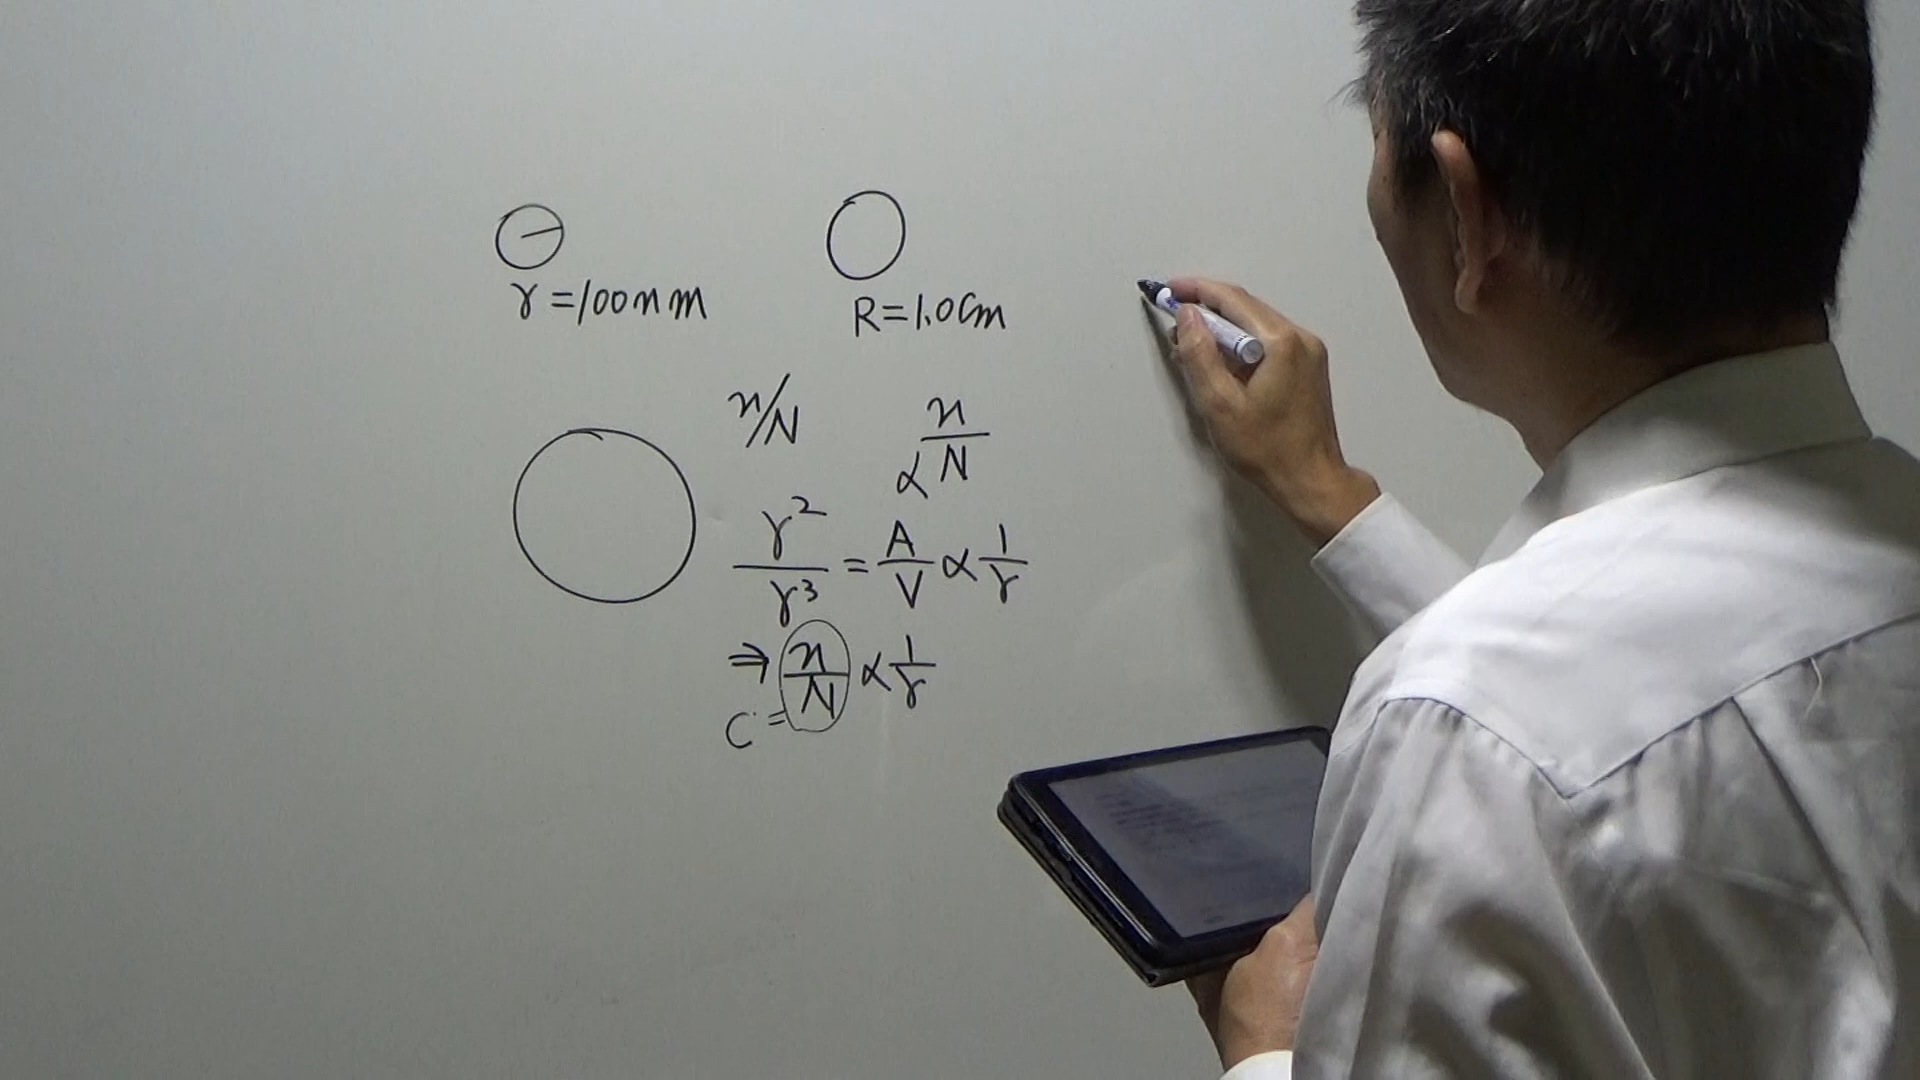 r=100nm
R=1.0cm
n/N
∝ n/N
r²/r³ = A/V ∝ 1/r
⇒ n/N ∝ 1/r
C=